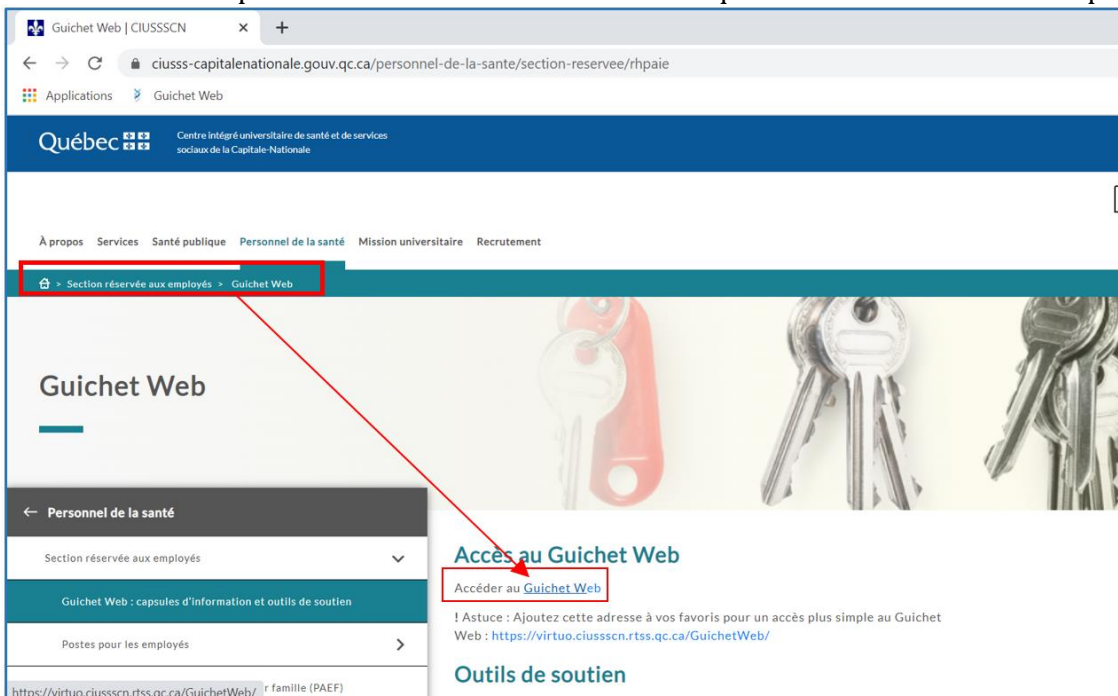 Guichet Web | CIUSSSCN
ciusss-capitalenationale.gouv.qc.ca/personnel-de-la-sante/section-reservee/rhpaie
Applications Guichet Web
Québec
Centre intégré universitaire de santé et de services
sociaux de la Capitale-Nationale
À propos Services Santé publique Personnel de la santé Mission universitaire Recrutement
> Section réservée aux employés > Guichet Web
Guichet Web
← Personnel de la santé
Section réservée aux employés
Guichet Web : capsules d'information et outils de soutien
Postes pour les employés
r famille (PAEF)
https://virtuo.ciussscn.rtss.qc.ca/GuichetWeb/
Accès au Guichet Web
Accéder au Guichet Web
! Astuce : Ajoutez cette adresse à vos favoris pour un accès plus simple au Guichet
Web : https://virtuo.ciussscn.rtss.qc.ca/GuichetWeb/
Outils de soutien